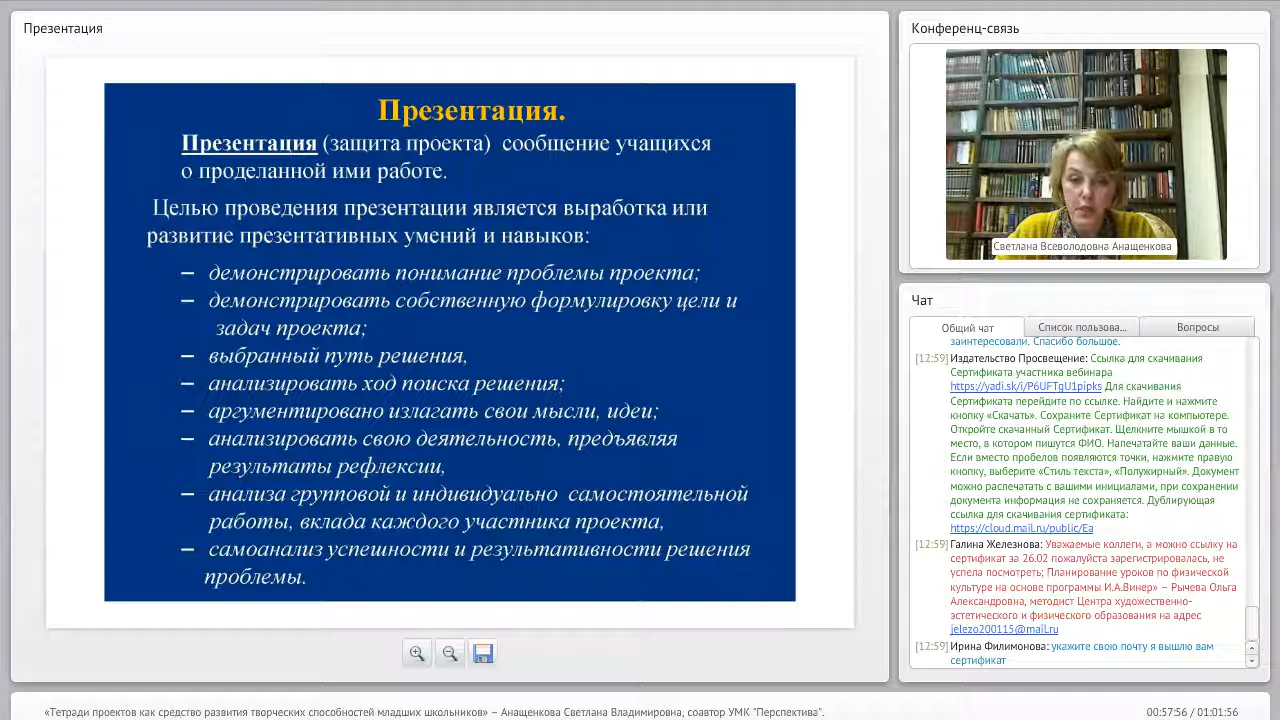 Презентация
Презентация.
Презентация (защита проекта) сообщение учащихся
о проделанной ими работе.
Целью проведения презентации является выработка или
развитие презентативных умений и навыков:
– демонстрировать понимание проблемы проекта;
– демонстрировать собственную формулировку цели и
задач проекта;
– выбранный путь решения,
– анализировать ход поиска решения;
– аргументировано излагать свои мысли, идеи;
– анализировать свою деятельность, предъявляя
результаты рефлексии,
– анализа групповой и индивидуально самостоятельной
работы, вклада каждого участника проекта,
– самоанализ успешности и результативности решения
проблемы.
Конференц-связь
Светлана Всеволодовна Анащенкова
Чат
Общий чат
Список пользова...
Вопросы
заинтересовали. Спасибо большое.
[12:59] Издательство Просвещение: Ссылка для скачивания
Сертификата участника вебинара
https://yadi.sk/i/P6UFTgU1pipks Для скачивания
Сертификата перейдите по ссылке. Найдите и нажмите
кнопку «Скачать». Сохраните Сертификат на компьютере.
Откройте скачанный Сертификат. Щелкните мышкой в то
место, в котором пишутся ФИО. Напечатайте ваши данные.
Если вместо пробелов появляются точки, нажмите правую
кнопку, выберите «Стиль текста», «Полужирный». Документ
можно распечатать с вашими инициалами, при сохранении
документа информация не сохраняется. Дублирующая
ссылка для скачивания сертификата:
https://cloud.mail.ru/public/Ea
[12:59] Галина Железнова: Уважаемые коллеги, а можно ссылку на
сертификат за 26.02 пожалуйста зарегистрировалась, не
успела посмотреть; Планирование уроков по физической
культуре на основе программы И.А.Винер» – Рычева Ольга
Александровна, методист Центра художественно-
эстетического и физического образования на адрес
jelezo200115@mail.ru
[12:59] Ирина Филимонова: укажите свою почту я вышлю вам
сертификат
«Тетради проектов как средство развития творческих способностей младших школьников» – Анащенкова Светлана Владимировна, соавтор УМК "Перспектива".
00:57:56 / 01:01:56